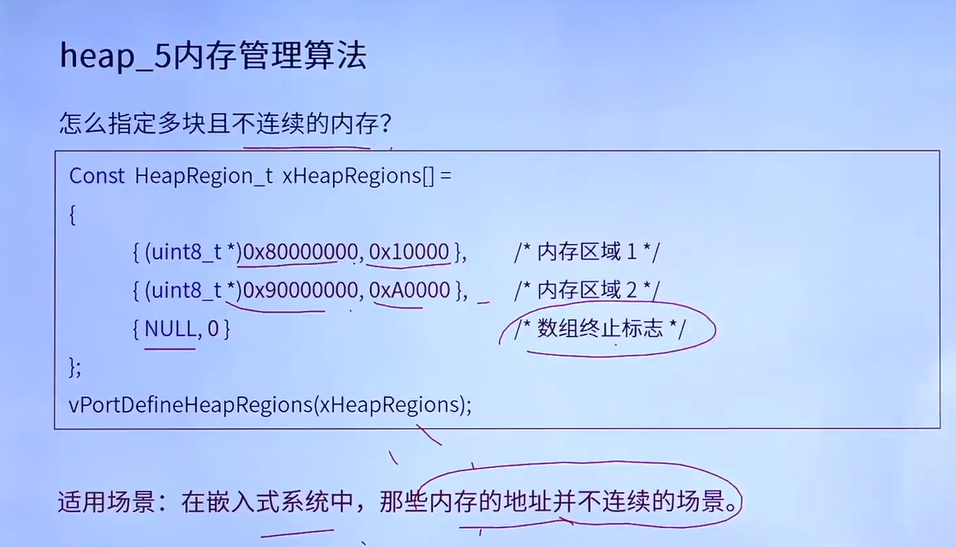 heap_5内存管理算法
怎么指定多块且不连续的内存？
Const HeapRegion_t xHeapRegions[] =
{
{ (uint8_t *)0x80000000, 0x10000 }, /* 内存区域 1 */
{ (uint8_t *)0x90000000, 0xA0000 }, /* 内存区域 2 */
{ NULL, 0 } /* 数组终止标志 */
};
vPortDefineHeapRegions(xHeapRegions);
适用场景：在嵌入式系统中，那些内存的地址并不连续的场景。